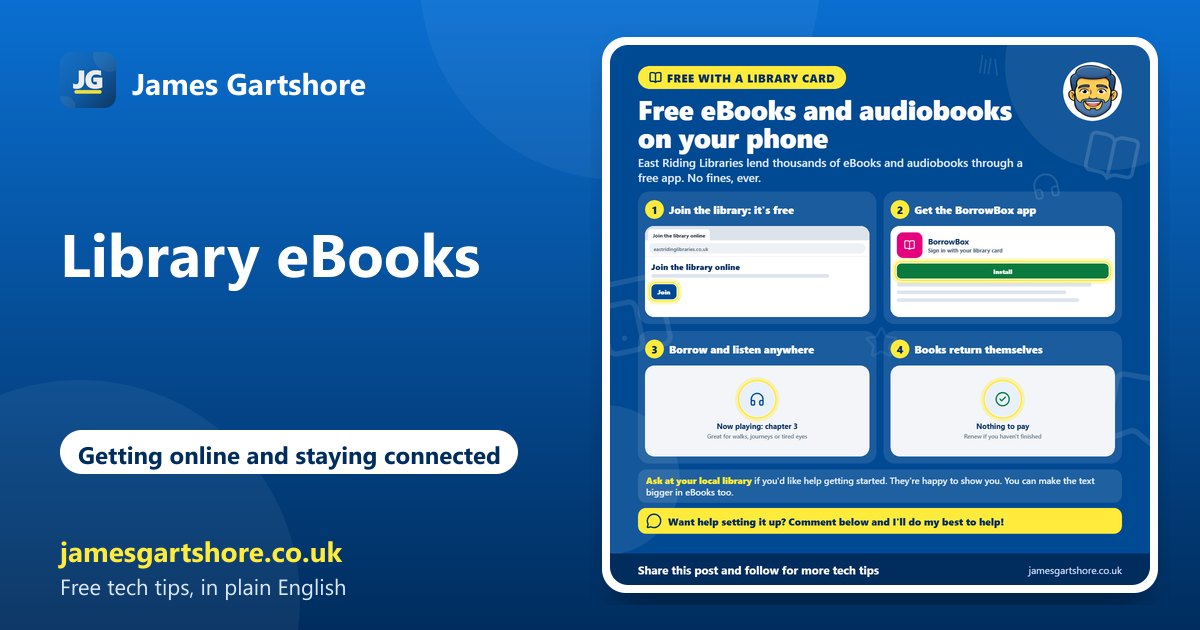 JG
James Gartshore
Library eBooks
Getting online and staying connected
jamesgartshore.co.uk
Free tech tips, in plain English
FREE WITH A LIBRARY CARD
Free eBooks and audiobooks
on your phone
East Riding Libraries lend thousands of eBooks and audiobooks through a
free app. No fines, ever.
1 Join the library: it's free
Join the library online
eastridinglibraries.co.uk
Join the library online
Join
2 Get the BorrowBox app
BorrowBox
Sign in with your library card
Install
3 Borrow and listen anywhere
Now playing: chapter 3
Great for walks, journeys or tired eyes
4 Books return themselves
Nothing to pay
Renew if you haven't finished
Ask at your local library if you'd like help getting started. They're happy to show you. You can make the text
bigger in eBooks too.
Want help setting it up? Comment below and I'll do my best to help!
Share this post and follow for more tech tips
jamesgartshore.co.uk